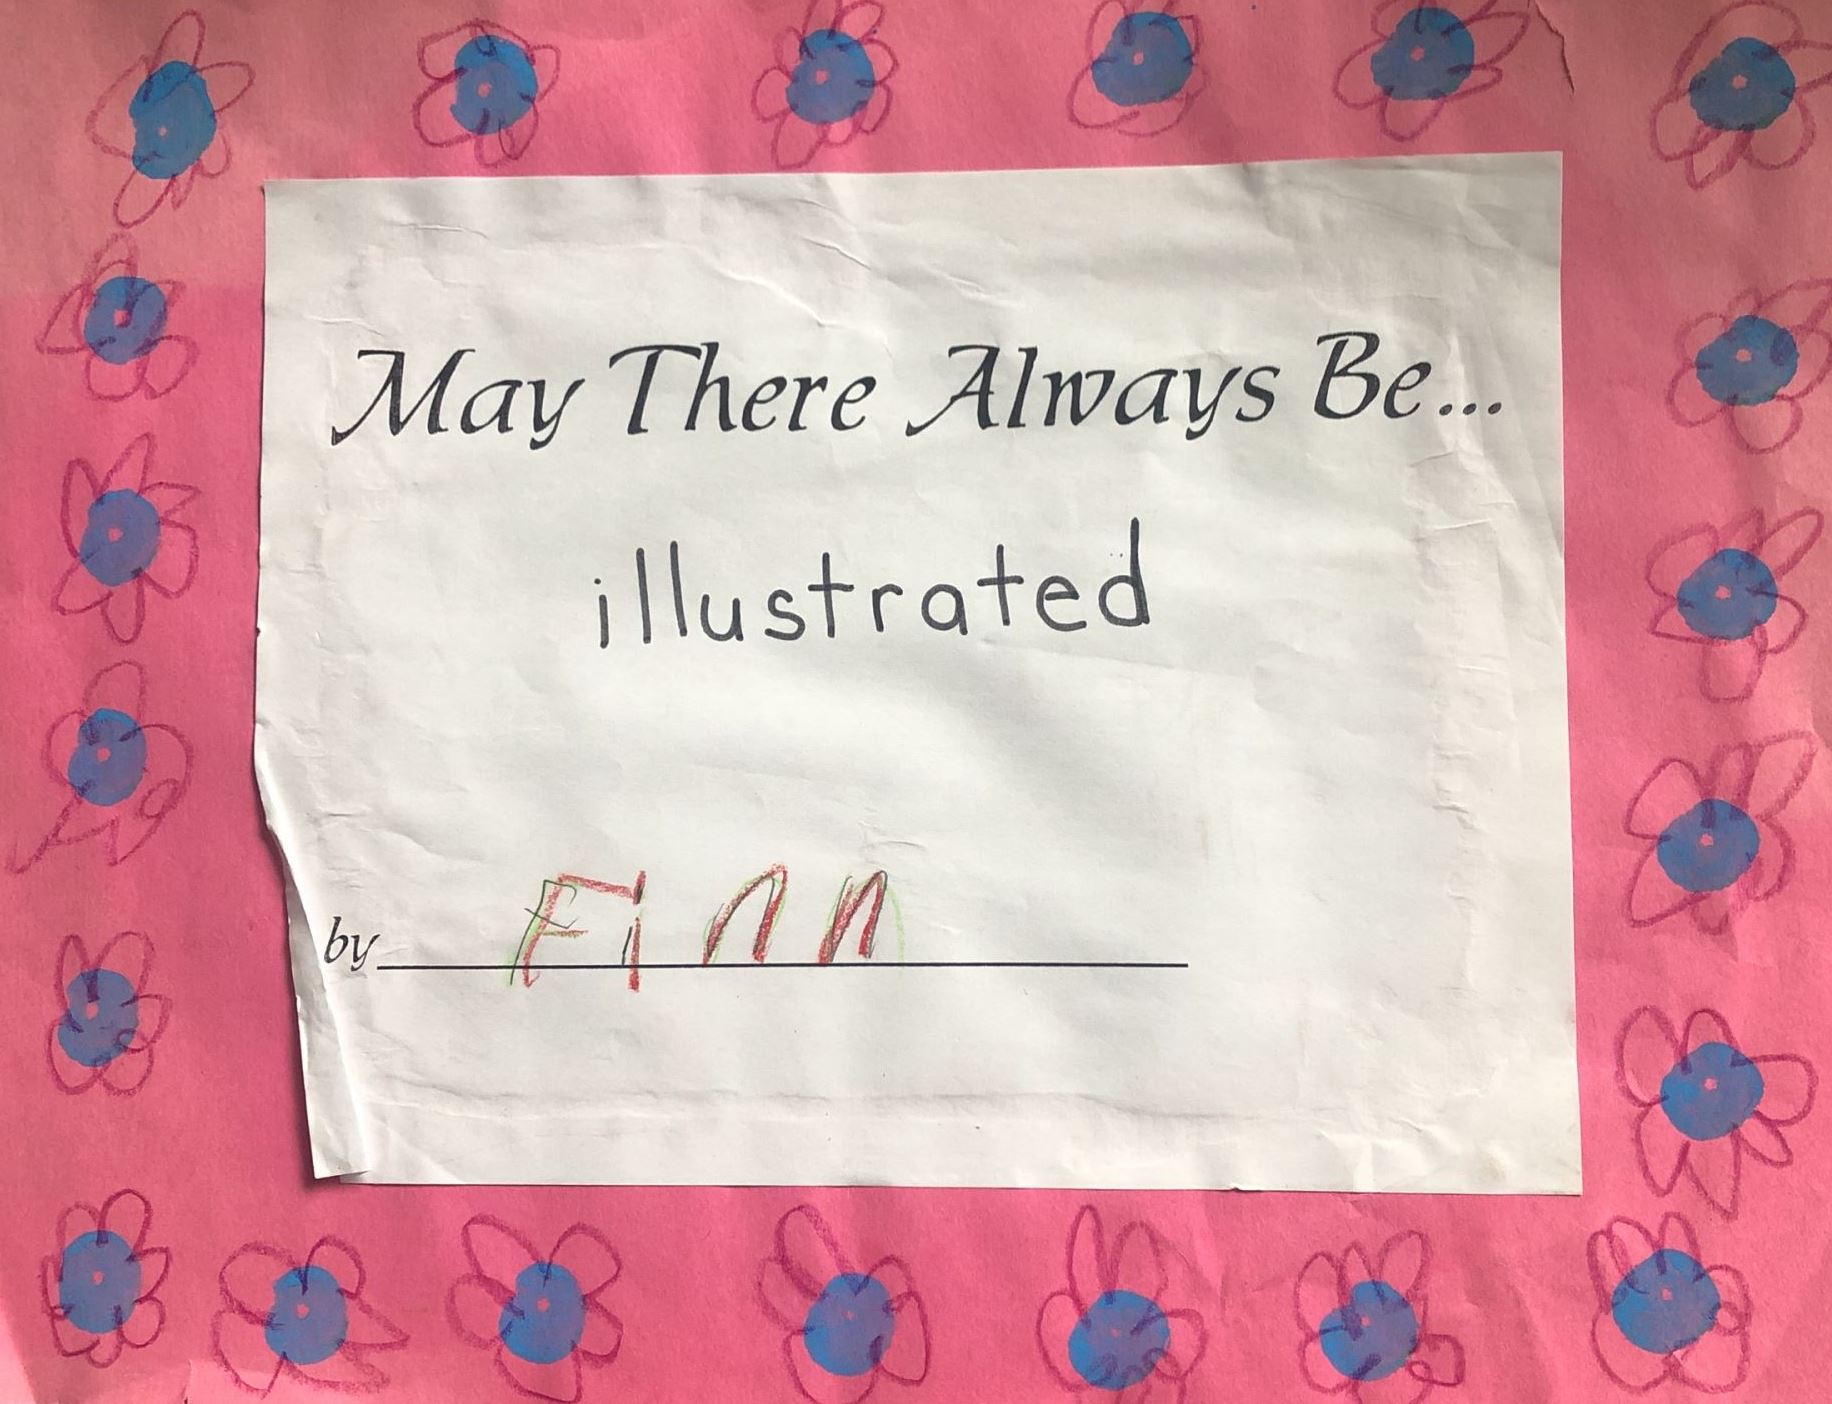 May There Always Be...
illustrated
by Finn